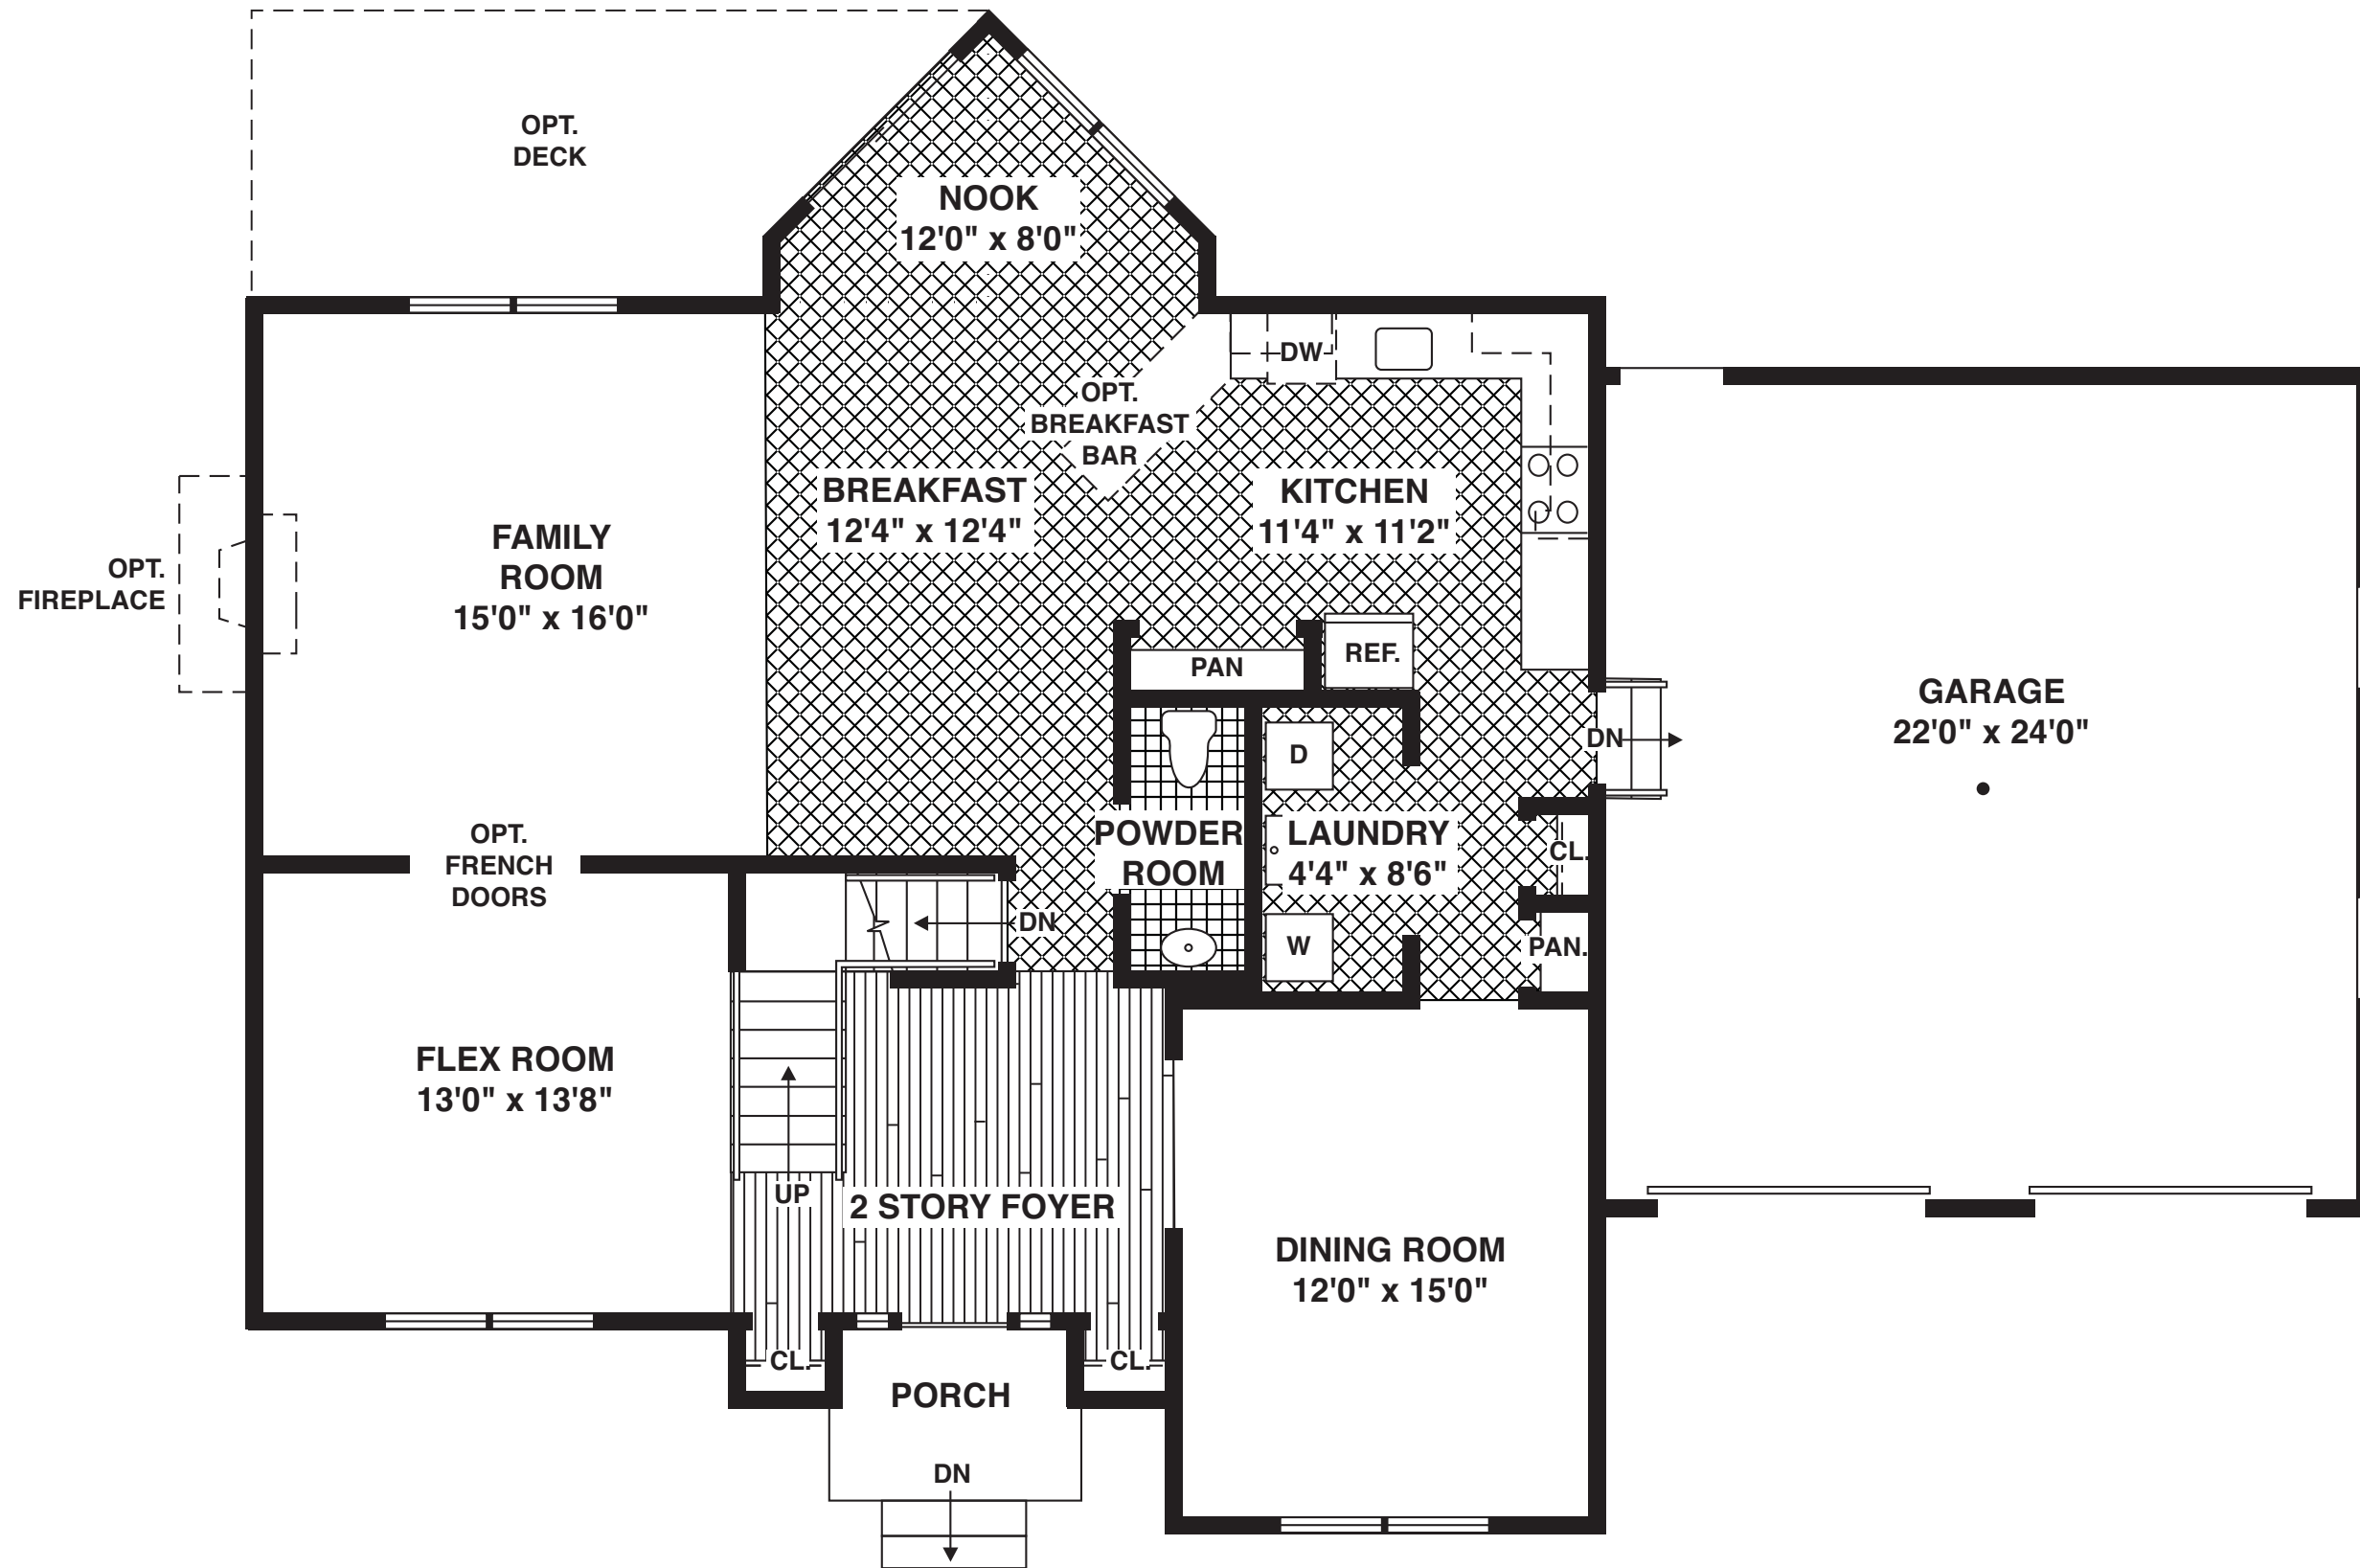 OPT.
DECK
NOOK
12'0" x 8'0"
DW
OPT.
BREAKFAST
BAR
BREAKFAST
12'4" x 12'4"
KITCHEN
11'4" x 11'2"
FAMILY
ROOM
15'0" x 16'0"
OPT.
FIREPLACE
PAN
REF.
GARAGE
22'0" x 24'0"
DN
D
OPT.
FRENCH
DOORS
POWDER
ROOM
LAUNDRY
4'4" x 8'6"
CL.
DN
W
PAN.
FLEX ROOM
13'0" x 13'8"
UP
2 STORY FOYER
DINING ROOM
12'0" x 15'0"
CL.
CL.
PORCH
DN